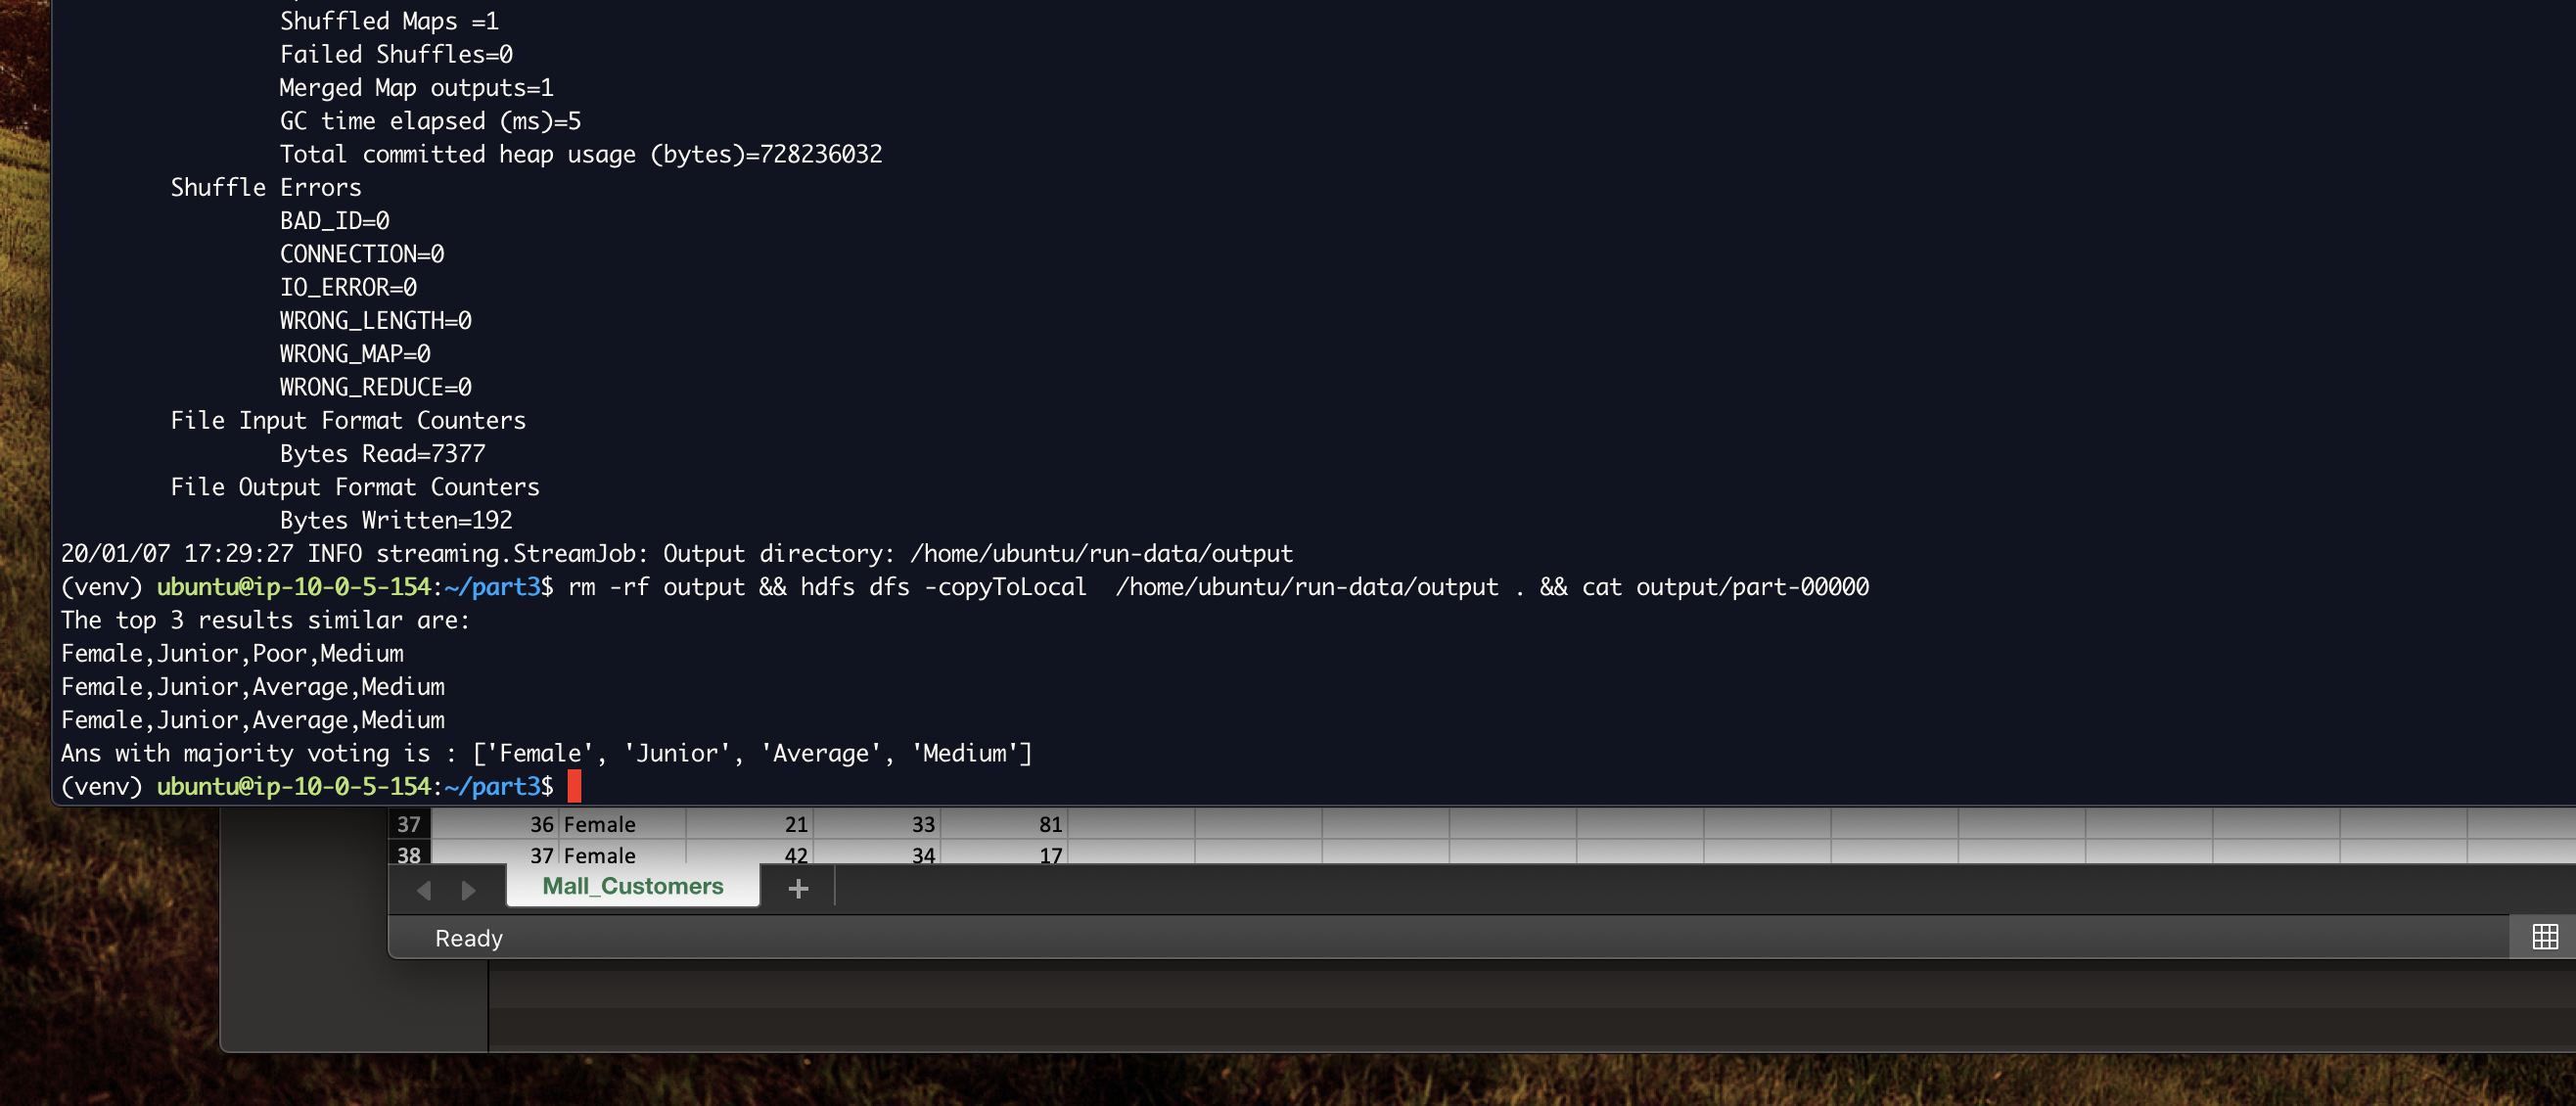 Shuffled Maps =1
Failed Shuffles=0
Merged Map outputs=1
GC time elapsed (ms)=5
Total committed heap usage (bytes)=728236032
Shuffle Errors
BAD_ID=0
CONNECTION=0
IO_ERROR=0
WRONG_LENGTH=0
WRONG_MAP=0
WRONG_REDUCE=0
File Input Format Counters
Bytes Read=7377
File Output Format Counters
Bytes Written=192
20/01/07 17:29:27 INFO streaming.StreamJob: Output directory: /home/ubuntu/run-data/output
(venv) ubuntu@ip-10-0-5-154:~/part3$ rm -rf output && hdfs dfs -copyToLocal  /home/ubuntu/run-data/output . && cat output/part-00000
The top 3 results similar are:
Female,Junior,Poor,Medium
Female,Junior,Average,Medium
Female,Junior,Average,Medium
Ans with majority voting is : ['Female', 'Junior', 'Average', 'Medium']
(venv) ubuntu@ip-10-0-5-154:~/part3$
37 36 Female 21 33 81
38 37 Female 42 34 17
Mall_Customers +
Ready